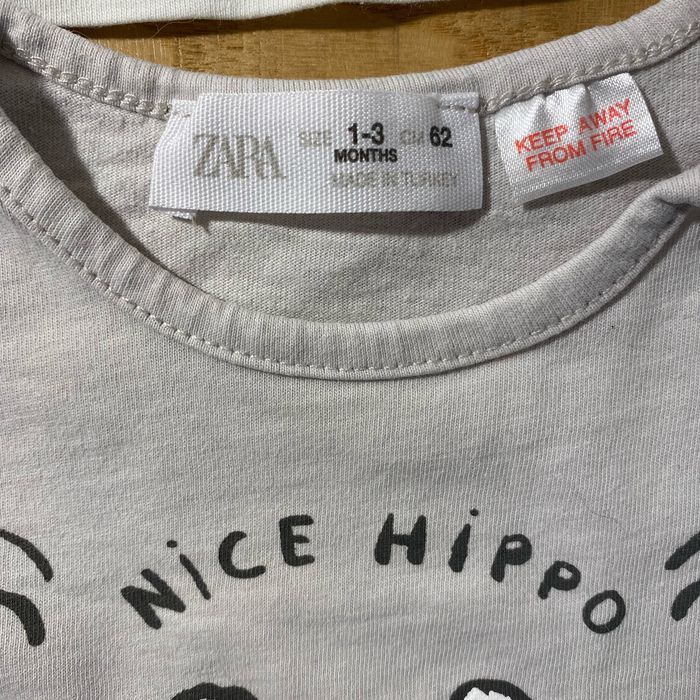 ZARA SIZE 1-3 CM 62
MONTHS
MADE IN TURKEY
KEEP AWAY
FROM FIRE
NiCE HiPPO